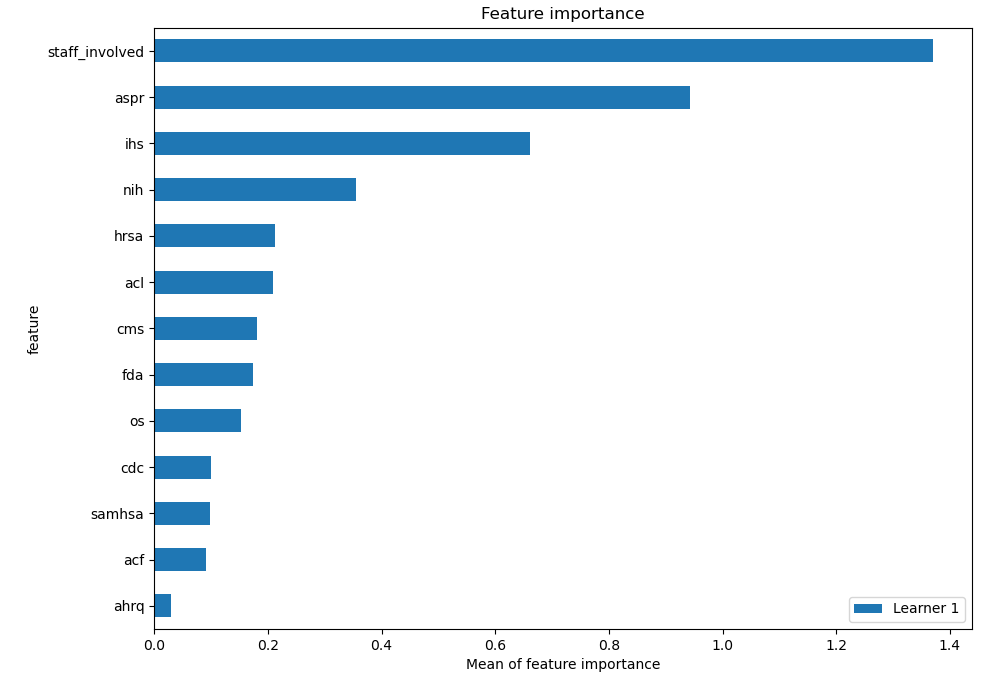 Feature importance
staff_involved
aspr
ihs
nih
hrsa
acl
cms
fda
os
cdc
samhsa
acf
ahrq
feature
Learner 1
0.0 0.2 0.4 0.6 0.8 1.0 1.2 1.4
Mean of feature importance